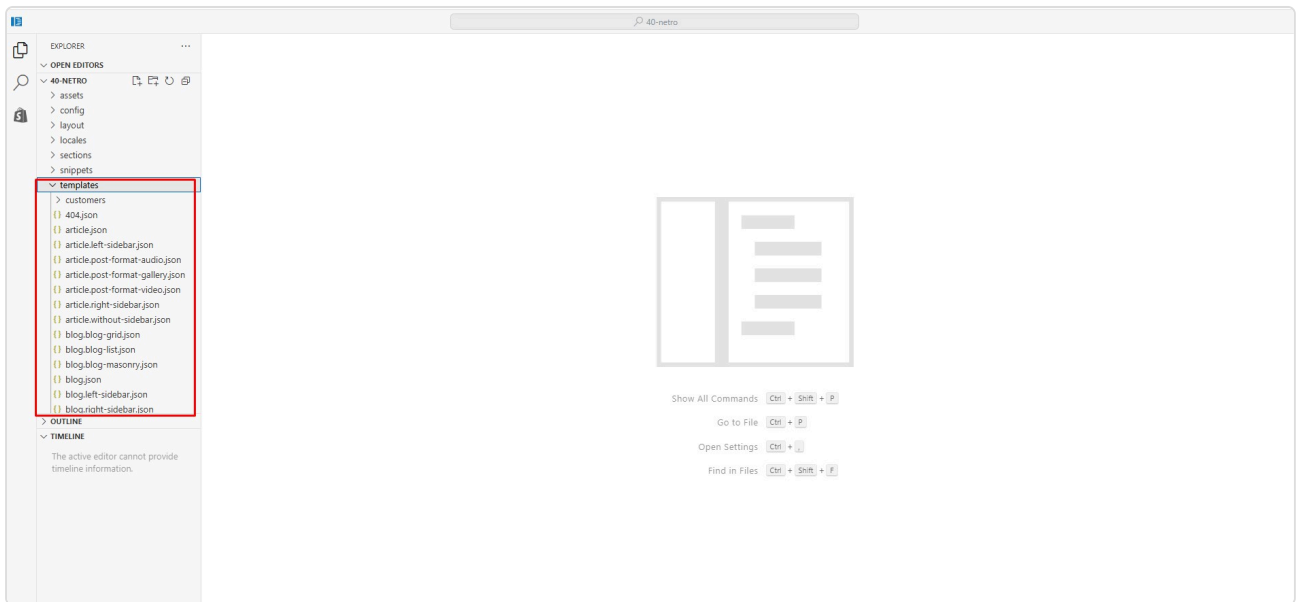 40-netro
EXPLORER
OPEN EDITORS
40-NETRO
assets
config
layout
locales
sections
snippets
templates
customers
{} 404.json
{} article.json
{} article.left-sidebar.json
{} article.post-format-audio.json
{} article.post-format-gallery.json
{} article.post-format-video.json
{} article.right-sidebar.json
{} article.without-sidebar.json
{} blog.blog-grid.json
{} blog.blog-list.json
{} blog.blog-masonry.json
{} blog.json
{} blog.left-sidebar.json
{} blog.right-sidebar.json
OUTLINE
TIMELINE
The active editor cannot provide
timeline information.
Show All Commands Ctrl + Shift + P
Go to File Ctrl + P
Open Settings Ctrl + ,
Find in Files Ctrl + Shift + F